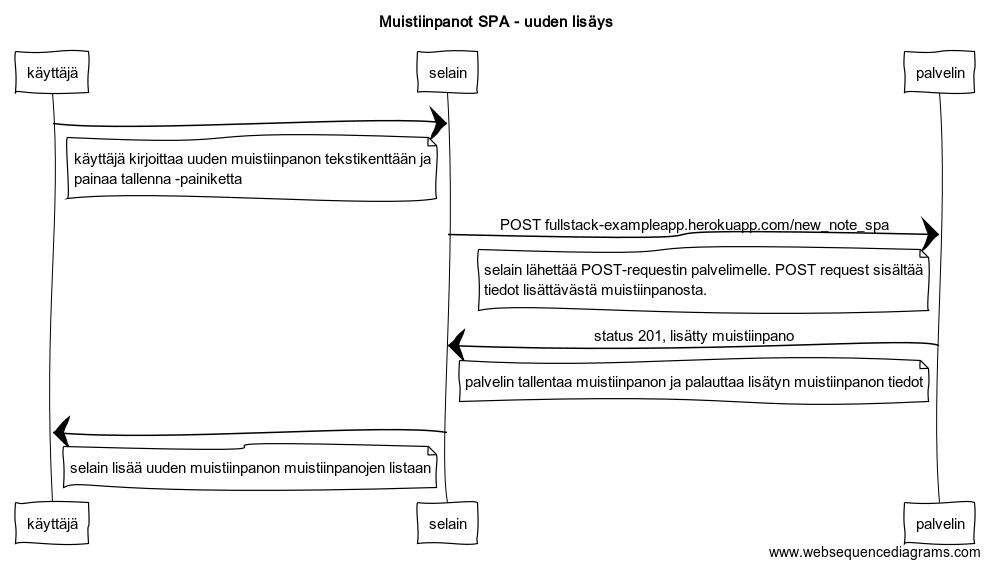 Muistiinpanot SPA - uuden lisäys
käyttäjä
selain
palvelin
käyttäjä kirjoittaa uuden muistiinpanon tekstikenttään ja
painaa tallenna -painiketta
POST fullstack-exampleapp.herokuapp.com/new_note_spa
selain lähettää POST-requestin palvelimelle. POST request sisältää
tiedot lisättävästä muistiinpanosta.
status 201, lisätty muistiinpano
palvelin tallentaa muistiinpanon ja palauttaa lisätyn muistiinpanon tiedot
selain lisää uuden muistiinpanon muistiinpanojen listaan
käyttäjä
selain
palvelin
www.websequencediagrams.com